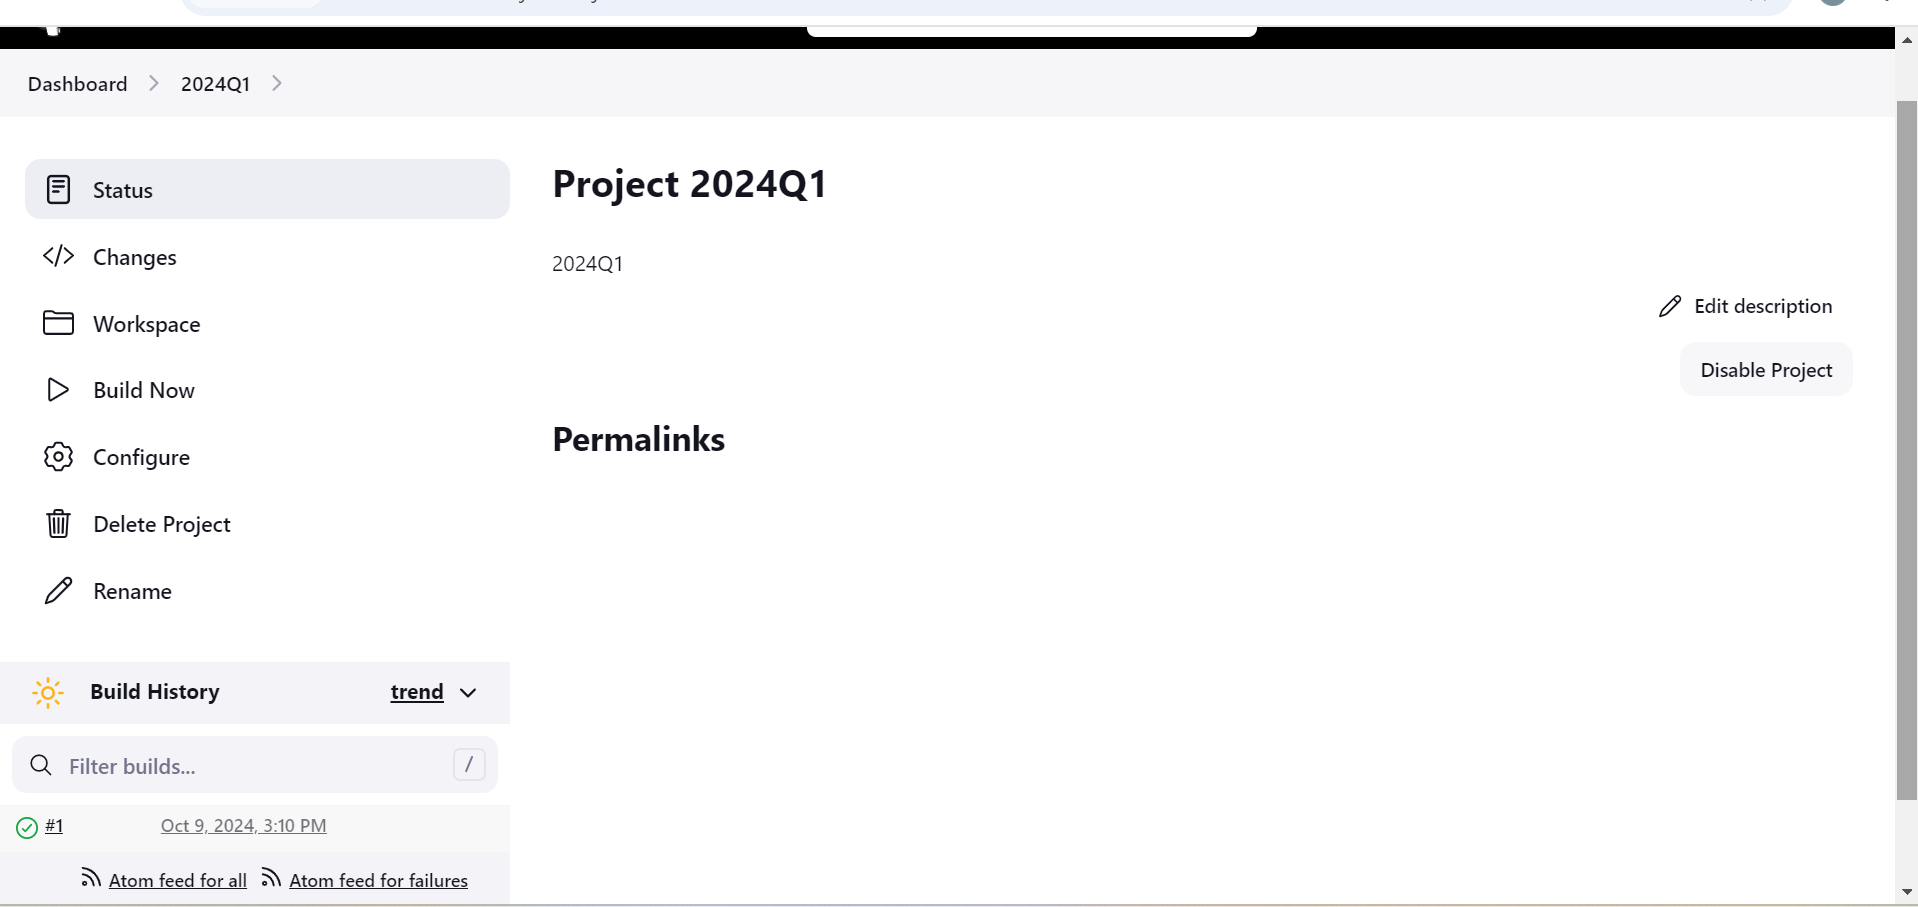 Dashboard
2024Q1
Status
Changes
Workspace
Build Now
Configure
Delete Project
Rename
Build History
trend
Filter builds...
/
#1
Oct 9, 2024, 3:10 PM
Atom feed for all
Atom feed for failures
Project 2024Q1
2024Q1
Edit description
Disable Project
Permalinks